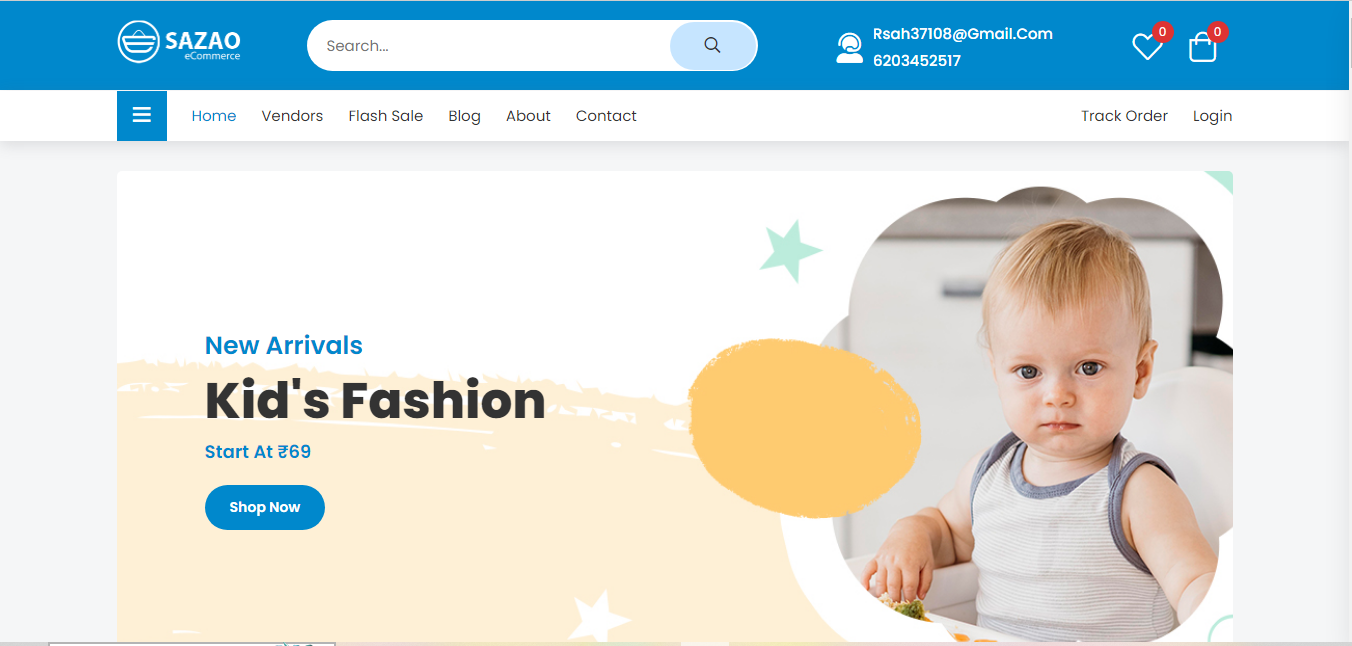 SAZAO
eCommerce
Search...
Rsah37108@Gmail.Com
6203452517
0
0
Home
Vendors
Flash Sale
Blog
About
Contact
Track Order
Login
New Arrivals
Kid's Fashion
Start At ₹69
Shop Now